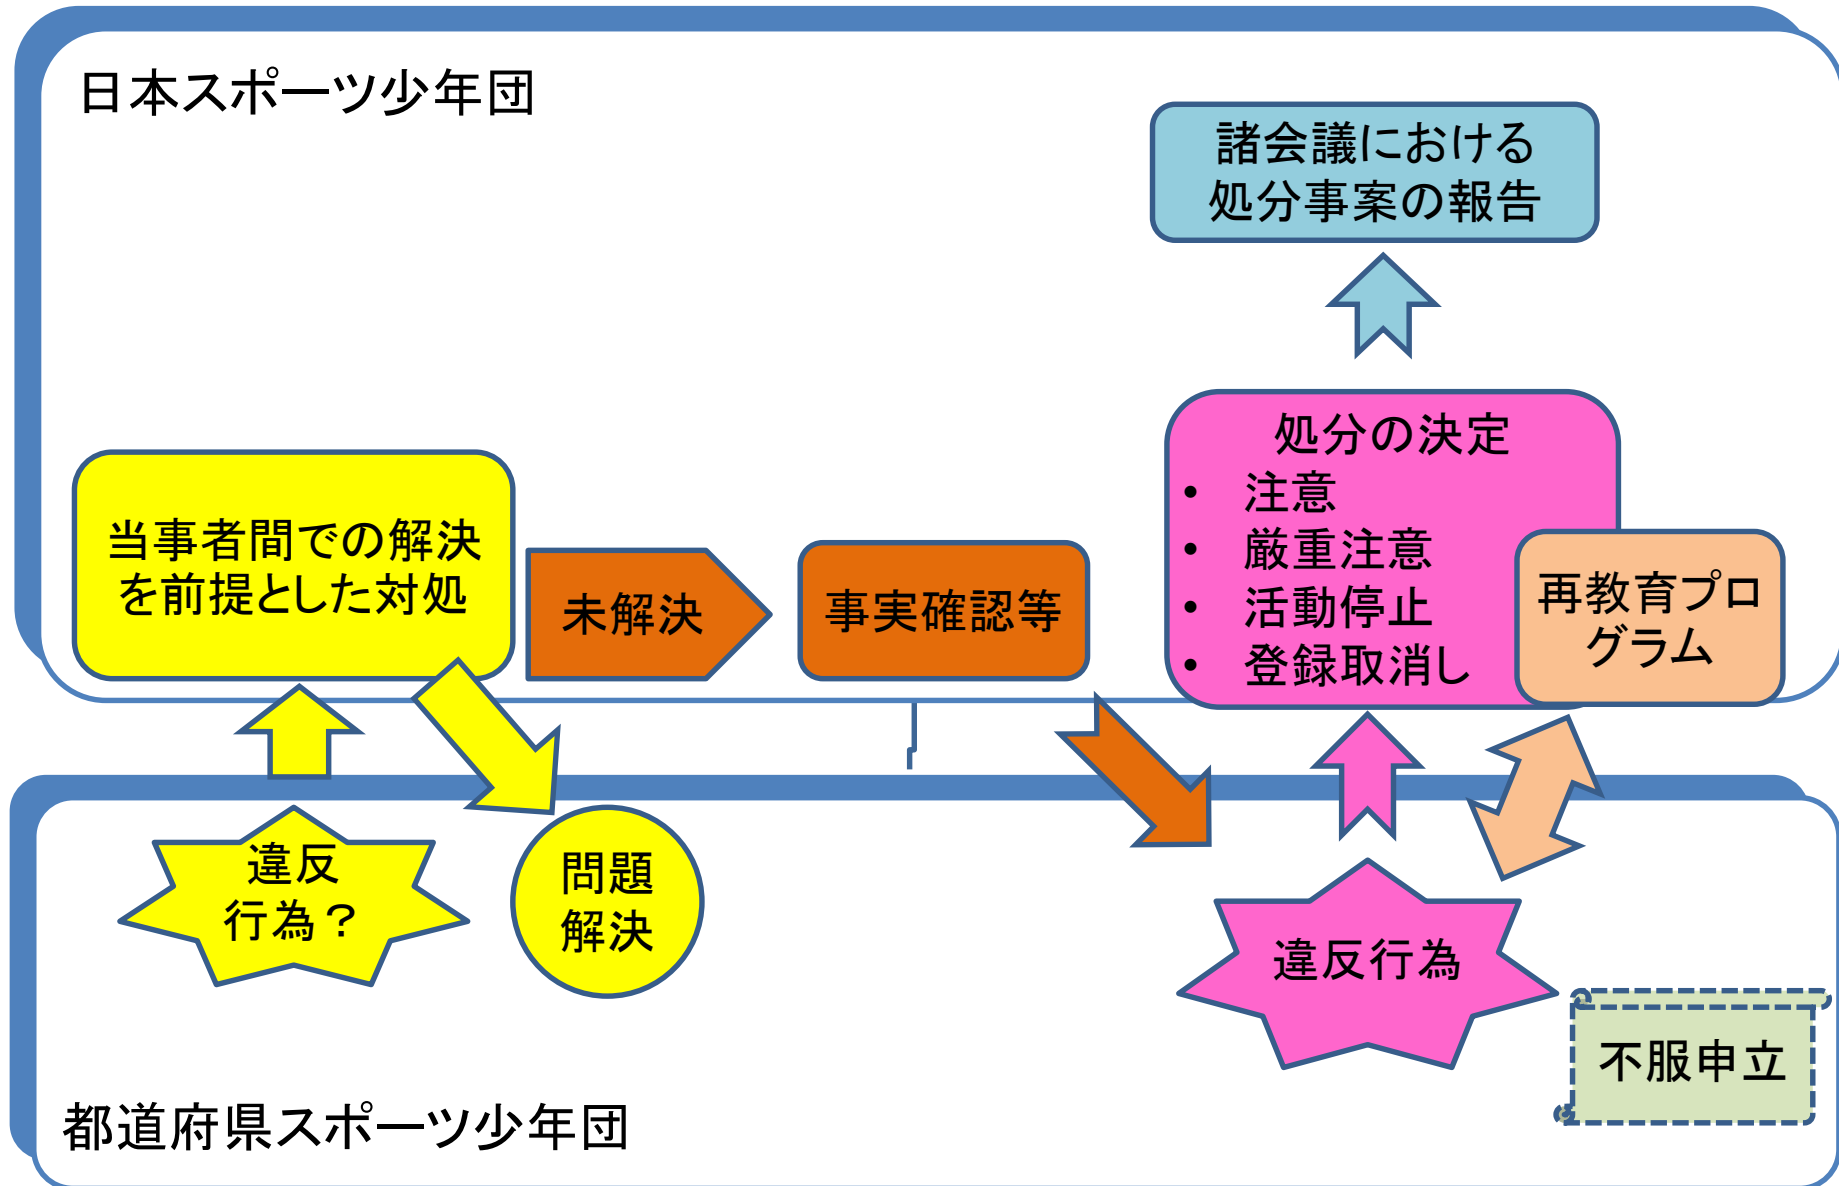 日本スポーツ少年団
諸会議における
処分事案の報告
処分の決定
• 注意
• 厳重注意
• 活動停止
• 登録取消し
再教育プロ
グラム
当事者間での解決
を前提とした対処
未解決
事実確認等
違反
行為？
問題
解決
違反行為
不服申立
都道府県スポーツ少年団